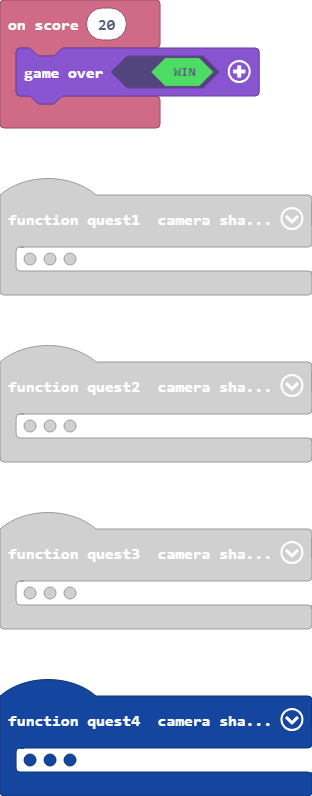 on score 20
game over WIN
function quest1 camera sha...
function quest2 camera sha...
function quest3 camera sha...
function quest4 camera sha...